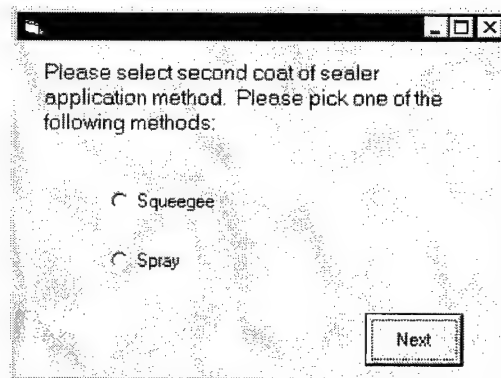 Please select second coat of sealer
application method.  Please pick one of the
following methods:
Squeegee
Spray
Next